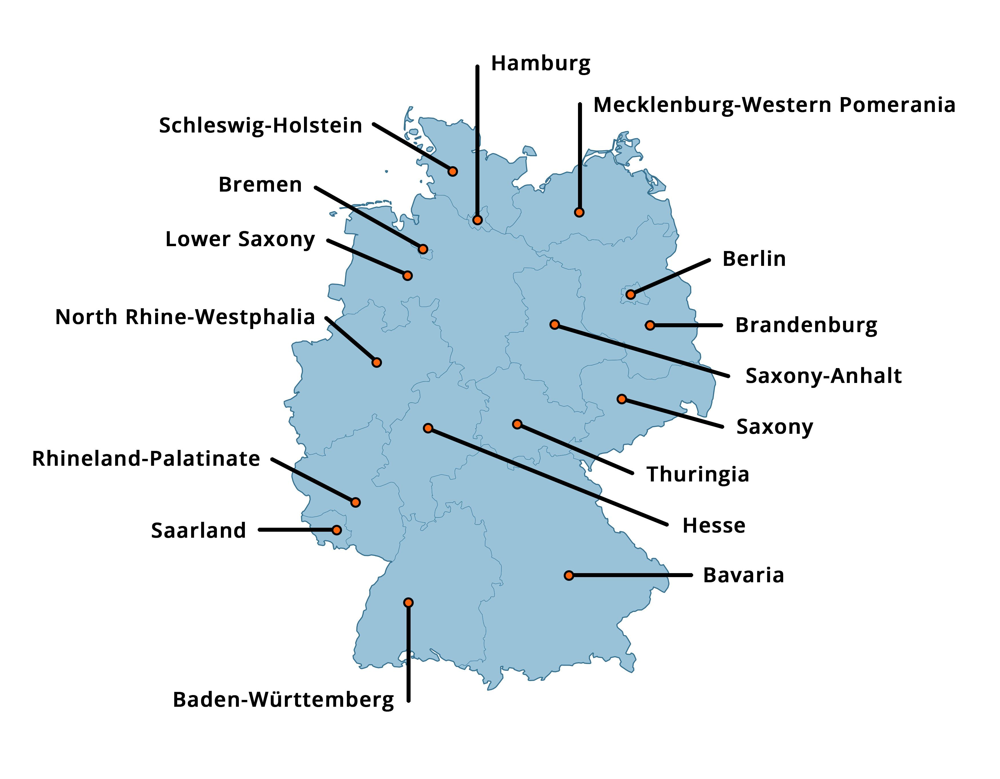 Hamburg
Mecklenburg-Western Pomerania
Schleswig-Holstein
Bremen
Lower Saxony
Berlin
North Rhine-Westphalia
Brandenburg
Saxony-Anhalt
Saxony
Rhineland-Palatinate
Thuringia
Hesse
Saarland
Bavaria
Baden-Württemberg